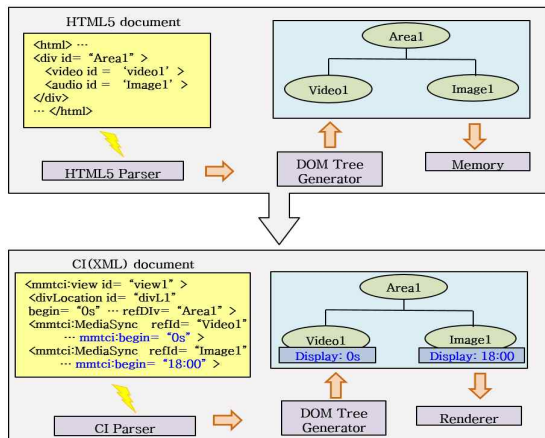 HTML5 document
<html> ···
<div id= “Area1” >
<video id = ‘video1’ >
<audio id = ‘Image1’ >
</div>
··· </html>
HTML5 Parser
Area1
Video1
Image1
DOM Tree
Generator
Memory
CI(XML) document
<mmtci:view id= “view1” >
<divLocation id= “divL1”
begin= “0s” ··· refDIv= “Area1” >
<mmtci:MediaSync refId= “Video1”
··· mmtci:begin= “0s” >
<mmtci:MediaSync refId= “Image1”
··· mmtci:begin= “18:00” >
CI Parser
Area1
Video1
Display: 0s
Image1
Display: 18:00
DOM Tree
Generator
Renderer